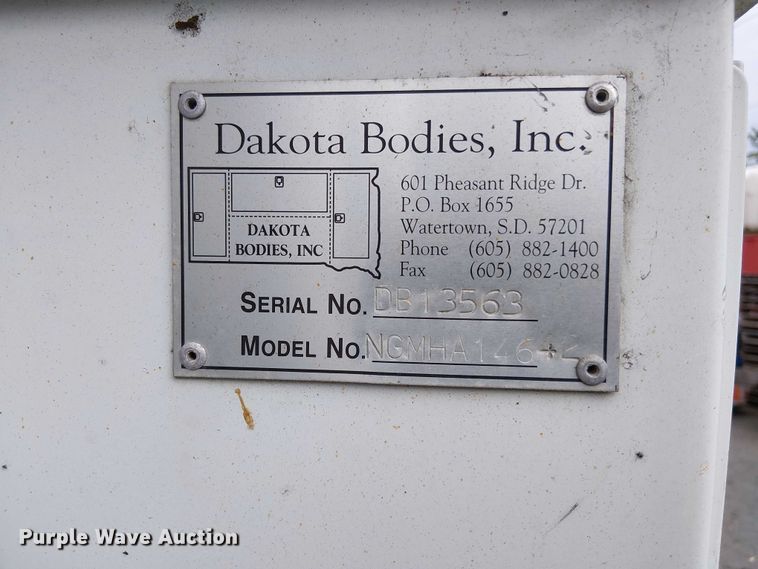 Dakota Bodies, Inc.
DAKOTA
BODIES, INC
601 Pheasant Ridge Dr.
P.O. Box 1655
Watertown, S.D. 57201
Phone (605) 882-1400
Fax (605) 882-0828
SERIAL NO. DB13563
MODEL NO.
Purple Wave Auction